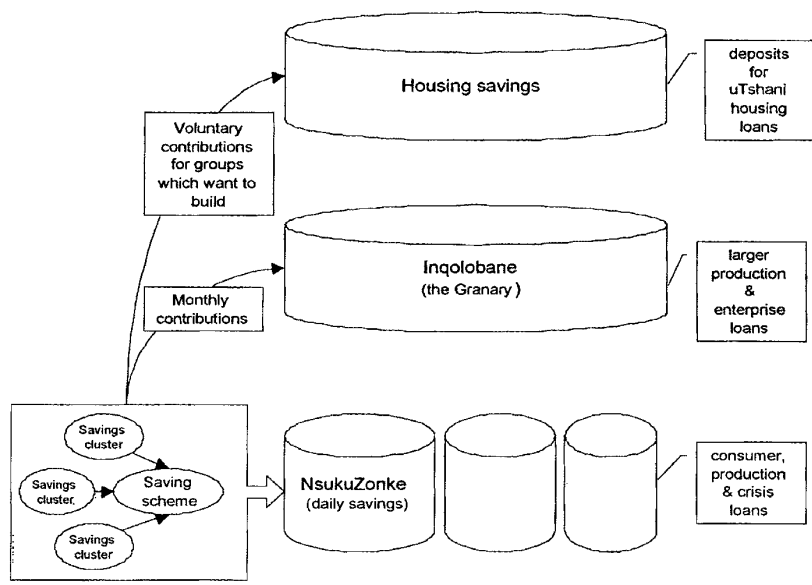 Housing savings
deposits
for
uTshani
housing
loans
Voluntary
contributions
for groups
which want to
build
Inqolobane
(the Granary)
larger
production
&
enterprise
loans
Monthly
contributions
Savings
cluster
Savings
cluster
Saving
scheme
Savings
cluster
NsukuZonke
(daily savings)
consumer,
production
& crisis
loans